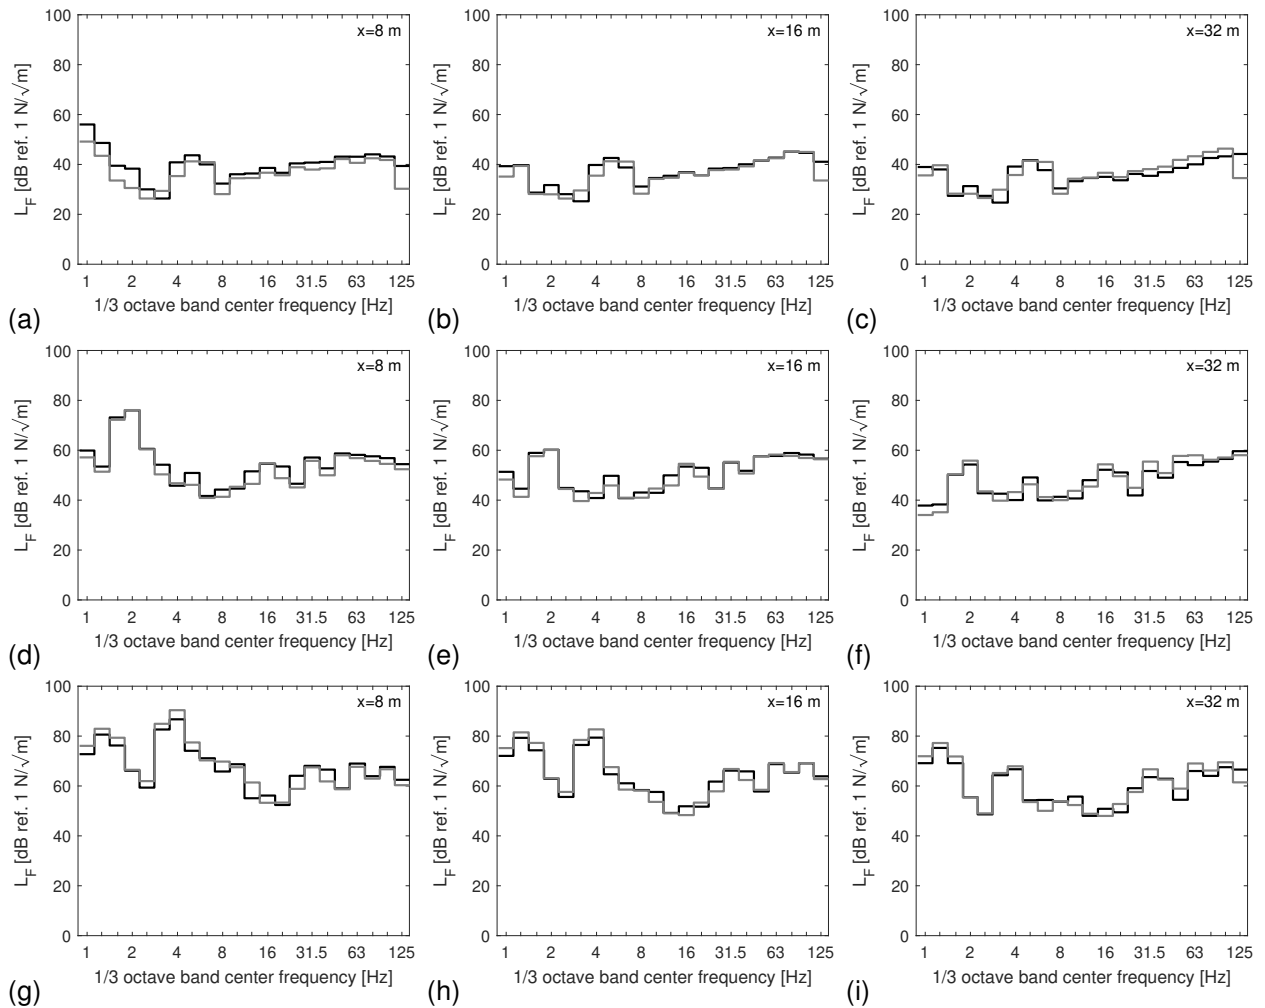 x=8 m
100
80
60
40
20
0
L_F [dB ref. 1 N/√m]
1 2 4 8 16 31.5 63 125
1/3 octave band center frequency [Hz]
(a)
x=16 m
100
80
60
40
20
0
L_F [dB ref. 1 N/√m]
1 2 4 8 16 31.5 63 125
1/3 octave band center frequency [Hz]
(b)
x=32 m
100
80
60
40
20
0
L_F [dB ref. 1 N/√m]
1 2 4 8 16 31.5 63 125
1/3 octave band center frequency [Hz]
(c)
x=8 m
100
80
60
40
20
0
L_F [dB ref. 1 N/√m]
1 2 4 8 16 31.5 63 125
1/3 octave band center frequency [Hz]
(d)
x=16 m
100
80
60
40
20
0
L_F [dB ref. 1 N/√m]
1 2 4 8 16 31.5 63 125
1/3 octave band center frequency [Hz]
(e)
x=32 m
100
80
60
40
20
0
L_F [dB ref. 1 N/√m]
1 2 4 8 16 31.5 63 125
1/3 octave band center frequency [Hz]
(f)
x=8 m
100
80
60
40
20
0
L_F [dB ref. 1 N/√m]
1 2 4 8 16 31.5 63 125
1/3 octave band center frequency [Hz]
(g)
x=16 m
100
80
60
40
20
0
L_F [dB ref. 1 N/√m]
1 2 4 8 16 31.5 63 125
1/3 octave band center frequency [Hz]
(h)
x=32 m
100
80
60
40
20
0
L_F [dB ref. 1 N/√m]
1 2 4 8 16 31.5 63 125
1/3 octave band center frequency [Hz]
(i)